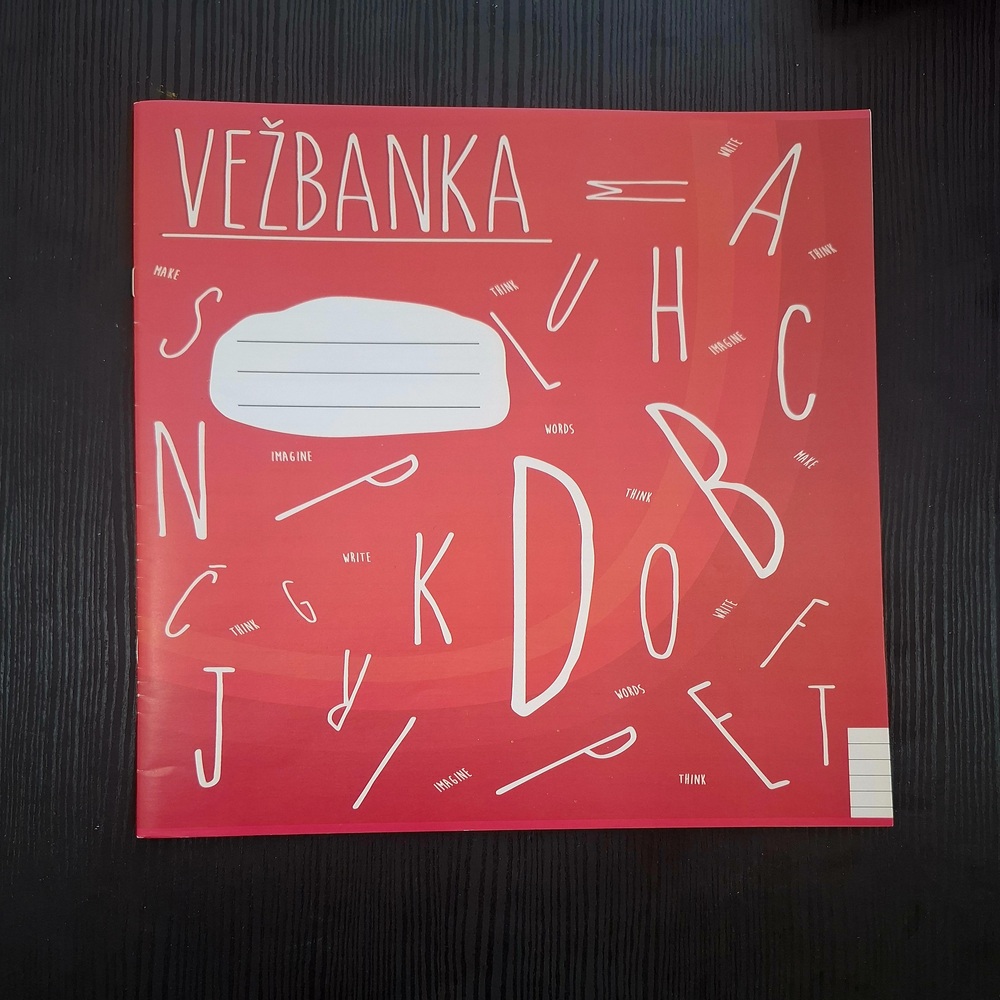 VEŽBANKA
WRITE
M
A
THINK
MAKE
S
THINK
U
H
IMAGINE
C
L
WORDS
B
MAKE
N
IMAGINE
P
D
THINK
WRITE
K
O
Č
G
THINK
WRITE
F
J
R
WORDS
E
T
I
IMAGINE
P
THINK